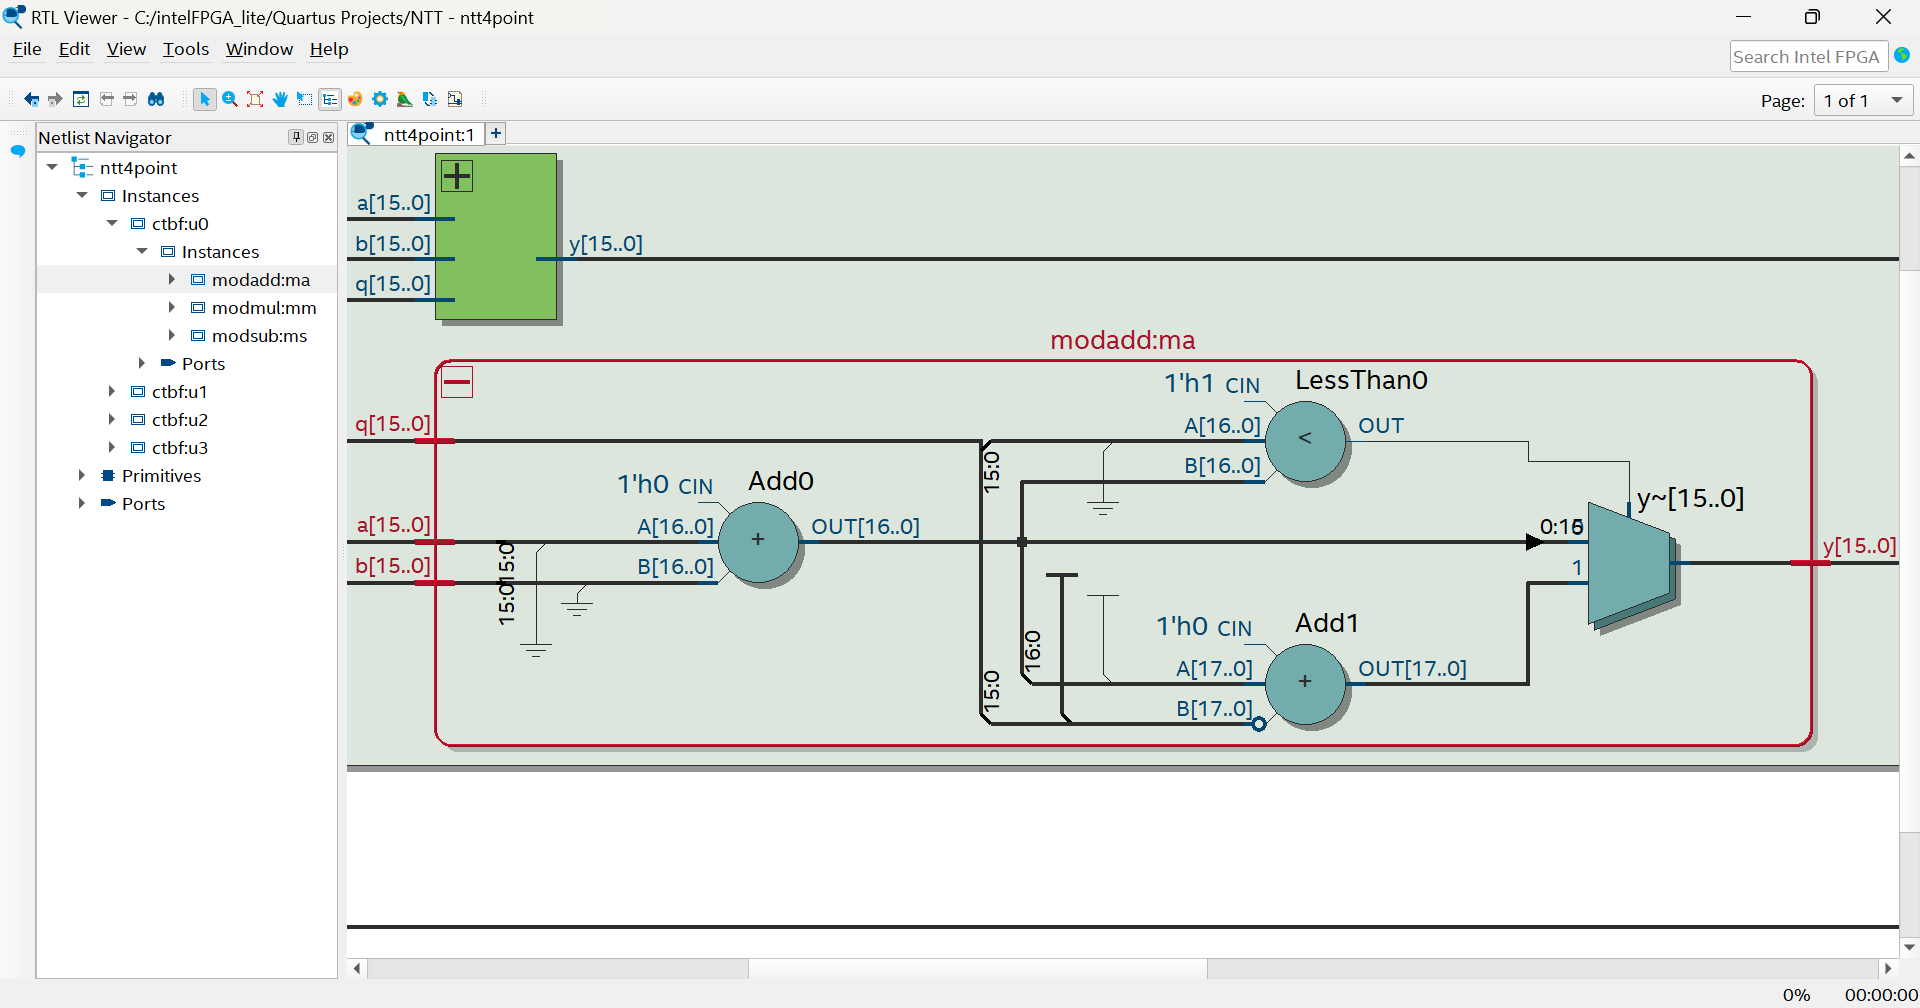 RTL Viewer - C:/intelFPGA_lite/Quartus Projects/NTT - ntt4point
File Edit View Tools Window Help
Search Intel FPGA
Page: 1 of 1
Netlist Navigator
ntt4point:1 +
ntt4point
Instances
ctbf:u0
Instances
modadd:ma
modmul:mm
modsub:ms
Ports
ctbf:u1
ctbf:u2
ctbf:u3
Primitives
Ports
a[15..0]
b[15..0]
q[15..0]
y[15..0]
modadd:ma
q[15..0]
a[15..0]
b[15..0]
15:0
15:0
1'h0 CIN
Add0
A[16..0]
B[16..0]
+
OUT[16..0]
15:0
16:0
15:0
1'h1 CIN
LessThan0
A[16..0]
B[16..0]
<
OUT
1'h0 CIN
Add1
A[17..0]
B[17..0]
+
OUT[17..0]
y~[15..0]
1
y[15..0]
0%
00:00:00